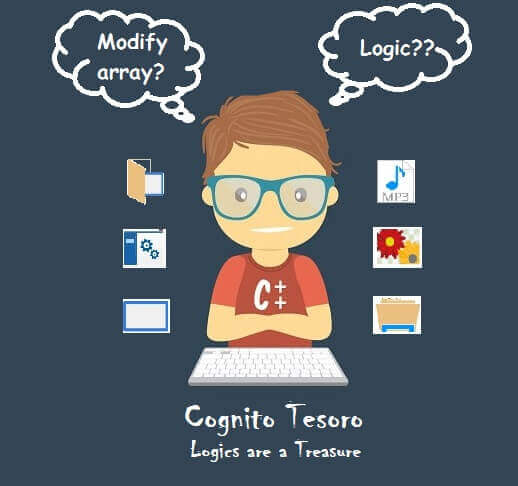 Modify
array?
Logic??
MP3
C++
Cognito Tesoro
Logics are a Treasure